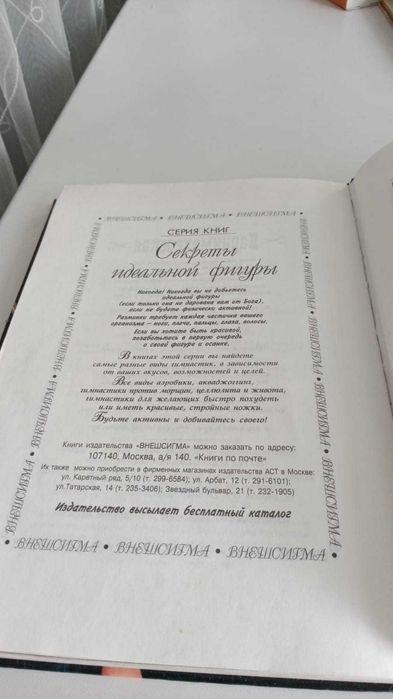 ВНЕШСИГМА • ВНЕШСИГМА • ВНЕШСИГМА
СЕРИЯ КНИГ
Секреты
идеальной фигуры
Никогда! Никогда вы не добьетесь
идеальной фигуры
(если только она не дарована вам от Бога),
если не будете физически активны!
Разминки требует каждая частичка вашего
организма – ноги, плечи, пальцы, глаза, волосы.
Если вы хотите быть красивой,
позаботьтесь в первую очередь
о своей фигуре и осанке.
В книгах этой серии вы найдете
самые разные виды гимнастик, в зависимости
от ваших вкусов, возможностей и целей.
Все виды аэробики, акваджоггинг,
гимнастики против морщин, целлюлита и живота,
гимнастики для желающих быстро похудеть
или иметь красивые, стройные ножки.
Будьте активны и добивайтесь своего!
Книги издательства «ВНЕШСИГМА» можно заказать по адресу:
107140, Москва, а/я 140. «Книги по почте»
Их также можно приобрести в фирменных магазинах издательства АСТ в Москве:
ул. Каретный ряд, 5/10 (т. 299-6584); ул. Арбат, 12 (т. 291-6101);
ул.Татарская, 14 (т. 235-3406); Звездный бульвар, 21 (т. 232-1905)
Издательство высылает бесплатный каталог
ВНЕШСИГМА • ВНЕШСИГМА • ВНЕШСИГМА